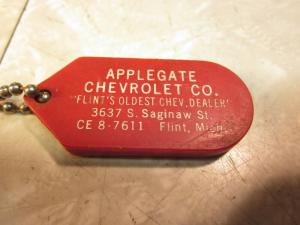 APPLEGATE
CHEVROLET CO.
"FLINT'S OLDEST CHEV. DEALER"
3637 S. Saginaw St.
CE 8-7611 Flint, Mich.